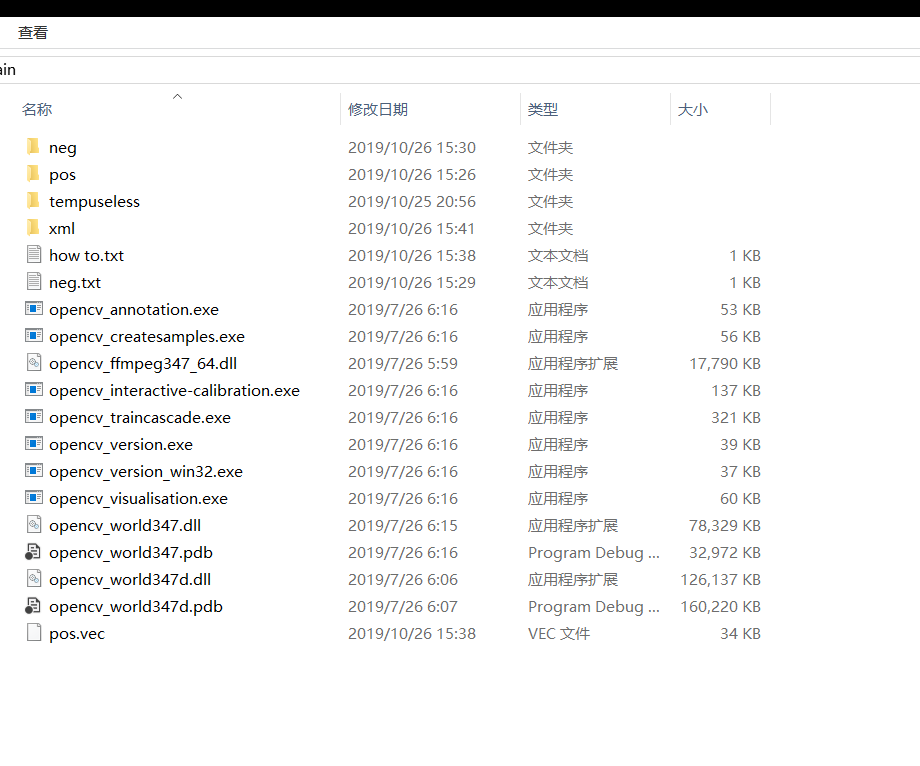 查看
ain
名称 修改日期 类型 大小
neg 2019/10/26 15:30 文件夹
pos 2019/10/26 15:26 文件夹
tempuseless 2019/10/25 20:56 文件夹
xml 2019/10/26 15:41 文件夹
how to.txt 2019/10/26 15:38 文本文档 1 KB
neg.txt 2019/10/26 15:29 文本文档 1 KB
opencv_annotation.exe 2019/7/26 6:16 应用程序 53 KB
opencv_createsamples.exe 2019/7/26 6:16 应用程序 56 KB
opencv_ffmpeg347_64.dll 2019/7/26 5:59 应用程序扩展 17,790 KB
opencv_interactive-calibration.exe 2019/7/26 6:16 应用程序 137 KB
opencv_traincascade.exe 2019/7/26 6:16 应用程序 321 KB
opencv_version.exe 2019/7/26 6:16 应用程序 39 KB
opencv_version_win32.exe 2019/7/26 6:16 应用程序 37 KB
opencv_visualisation.exe 2019/7/26 6:16 应用程序 60 KB
opencv_world347.dll 2019/7/26 6:15 应用程序扩展 78,329 KB
opencv_world347.pdb 2019/7/26 6:16 Program Debug ... 32,972 KB
opencv_world347d.dll 2019/7/26 6:06 应用程序扩展 126,137 KB
opencv_world347d.pdb 2019/7/26 6:07 Program Debug ... 160,220 KB
pos.vec 2019/10/26 15:38 VEC 文件 34 KB